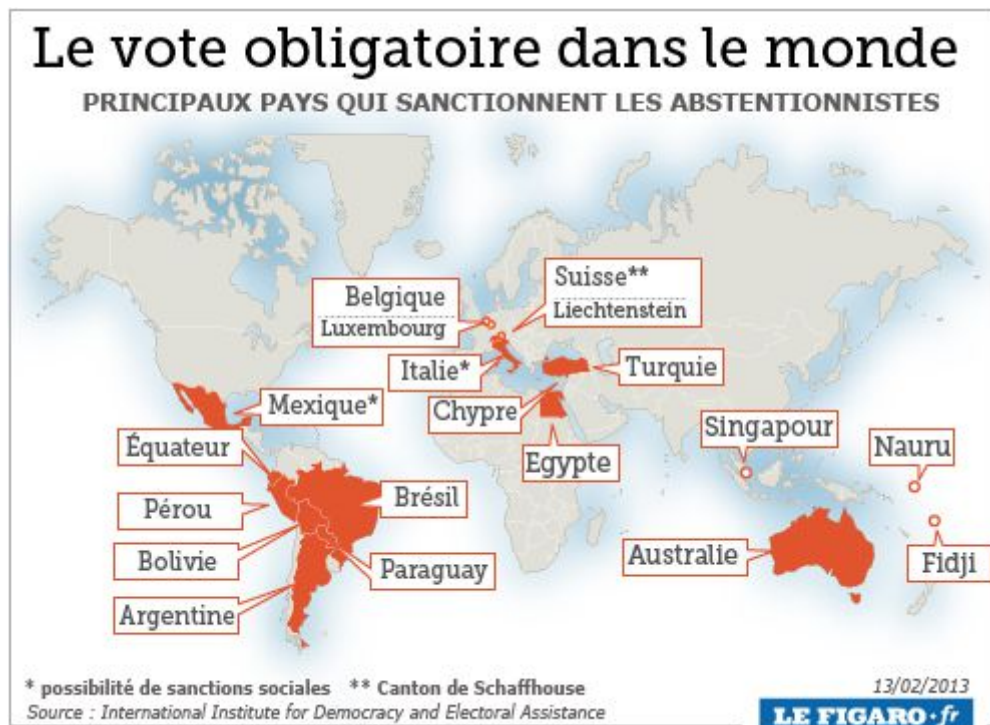 Le vote obligatoire dans le monde
PRINCIPAUX PAYS QUI SANCTIONNENT LES ABSTENTIONNISTES
Belgique
Luxembourg
Suisse**
Liechtenstein
Italie*
Turquie
Mexique*
Chypre
Singapour
Nauru
Équateur
Egypte
Pérou
Brésil
Bolivie
Paraguay
Australie
Fidji
Argentine
* possibilité de sanctions sociales ** Canton de Schaffhouse
13/02/2013
Source : International Institute for Democracy and Electoral Assistance
LE FIGARO·fr